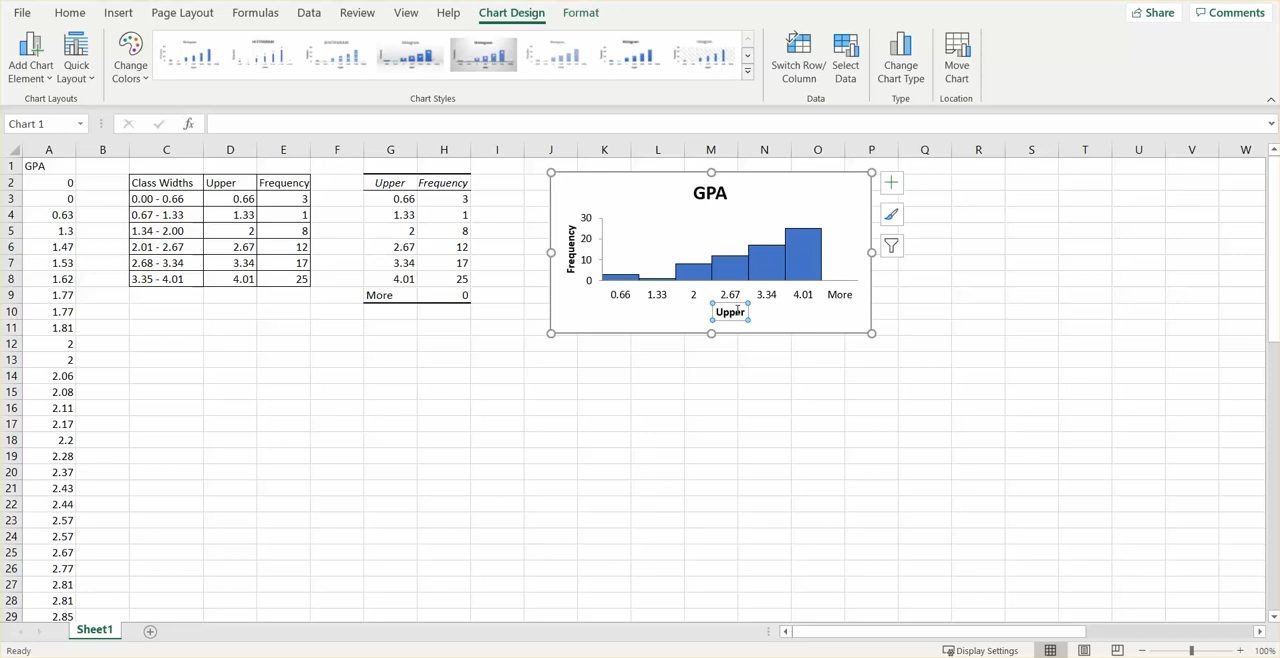 File Home Insert Page Layout Formulas Data Review View Help Chart Design Format Share Comments
Add Chart Element Quick Layout Change Colors Switch Row/ Column Select Data Change Chart Type Move Chart
Chart Layouts Chart Styles Data Type Location
Chart 1 fx
A B C D E F G H I J K L M N O P Q R S T U V W
1 GPA
2 0 Class Widths Upper Frequency Upper Frequency
3 0 0.00 - 0.66 0.66 3 0.66 3
4 0.63 0.67 - 1.33 1.33 1 1.33 1
5 1.3 1.34 - 2.00 2 8 2 8
6 1.47 2.01 - 2.67 2.67 12 2.67 12
7 1.53 2.68 - 3.34 3.34 17 3.34 17
8 1.62 3.35 - 4.01 4.01 25 4.01 25
9 1.77 More 0
10 1.77
11 1.81
12 2
13 2
14 2.06
15 2.08
16 2.11
17 2.17
18 2.2
19 2.28
20 2.37
21 2.43
22 2.44
23 2.57
24 2.57
25 2.67
26 2.77
27 2.81
28 2.81
29 2.85
GPA
Frequency
30
20
10
0
0.66 1.33 2 2.67 3.34 4.01 More
Upper
Sheet1
Ready Display Settings 100%